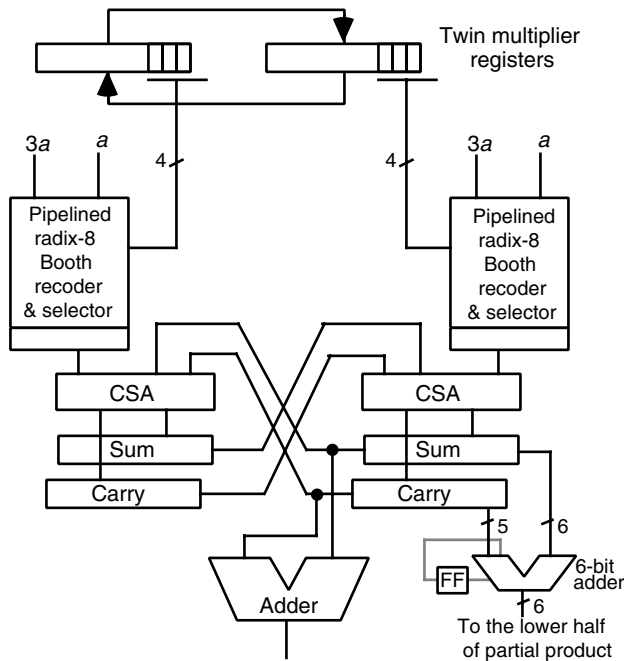 Twin multiplier
registers
3a
a
4
4
3a
a
Pipelined
radix-8
Booth
recoder
& selector
Pipelined
radix-8
Booth
recoder
& selector
CSA
CSA
Sum
Sum
Carry
Carry
5
6
FF
6-bit
adder
Adder
6
To the lower half
of partial product